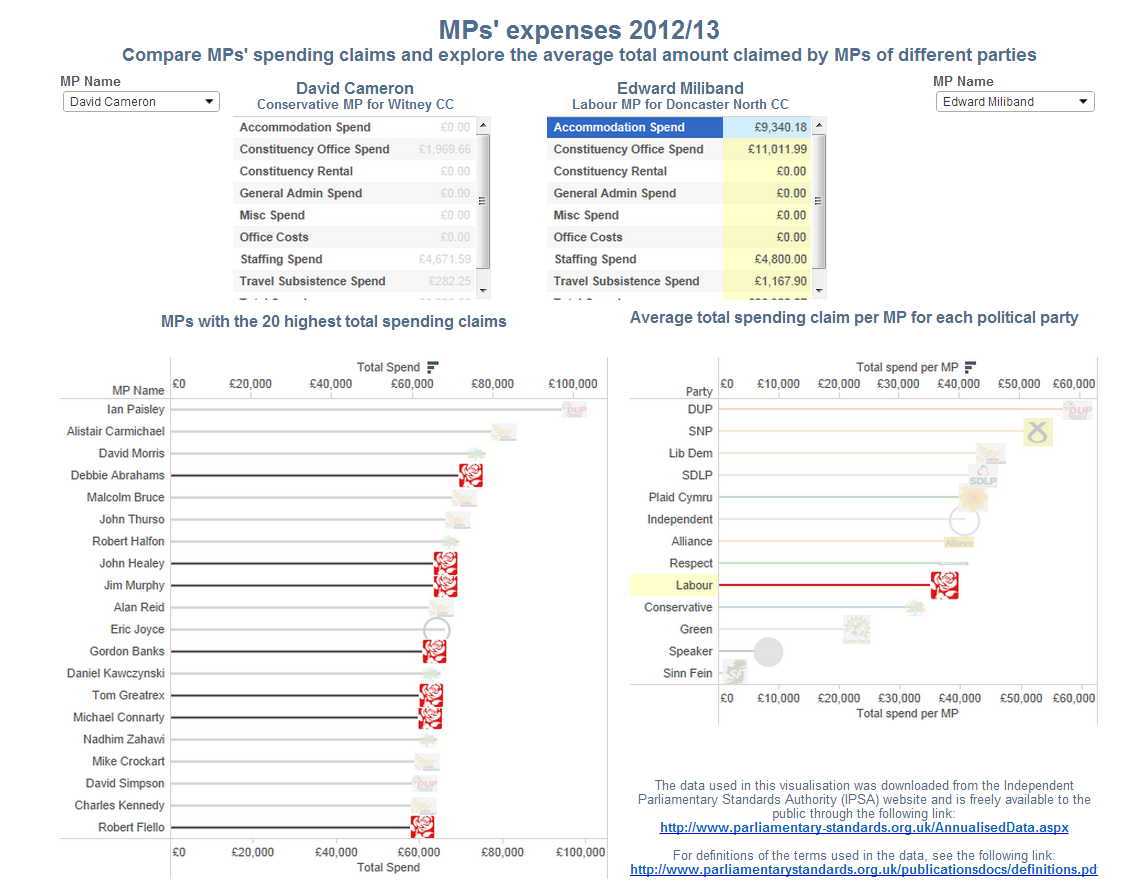 MPs' expenses 2012/13
Compare MPs' spending claims and explore the average total amount claimed by MPs of different parties
MP Name
David Cameron
David Cameron
Conservative MP for Witney CC
Accommodation Spend £0.00
Constituency Office Spend £1,969.66
Constituency Rental £0.00
General Admin Spend £0.00
Misc Spend £0.00
Office Costs £0.00
Staffing Spend £4,671.59
Travel Subsistence Spend £282.25
Edward Miliband
Labour MP for Doncaster North CC
Accommodation Spend £9,340.18
Constituency Office Spend £11,011.99
Constituency Rental £0.00
General Admin Spend £0.00
Misc Spend £0.00
Office Costs £0.00
Staffing Spend £4,800.00
Travel Subsistence Spend £1,167.90
MP Name
Edward Miliband
MPs with the 20 highest total spending claims
Total Spend
MP Name £0 £20,000 £40,000 £60,000 £80,000 £100,000
Ian Paisley DUP
Alistair Carmichael
David Morris
Debbie Abrahams
Malcolm Bruce
John Thurso
Robert Halfon
John Healey
Jim Murphy
Alan Reid
Eric Joyce
Gordon Banks
Daniel Kawczynski
Tom Greatrex
Michael Connarty
Nadhim Zahawi
Mike Crockart
David Simpson DUP
Charles Kennedy
Robert Flello
£0 £20,000 £40,000 £60,000 £80,000 £100,000
Total Spend
Average total spending claim per MP for each political party
Total spend per MP
Party £0 £10,000 £20,000 £30,000 £40,000 £50,000 £60,000
DUP DUP
SNP
Lib Dem
SDLP SDLP
Plaid Cymru
Independent
Alliance Alliance
Respect
Labour
Conservative
Green
Speaker
Sinn Fein SF
£0 £10,000 £20,000 £30,000 £40,000 £50,000 £60,000
Total spend per MP
The data used in this visualisation was downloaded from the Independent
Parliamentary Standards Authority (IPSA) website and is freely available to the
public through the following link:
http://www.parliamentary-standards.org.uk/AnnualisedData.aspx
For definitions of the terms used in the data, see the following link:
http://www.parliamentarystandards.org.uk/publicationsdocs/definitions.pd